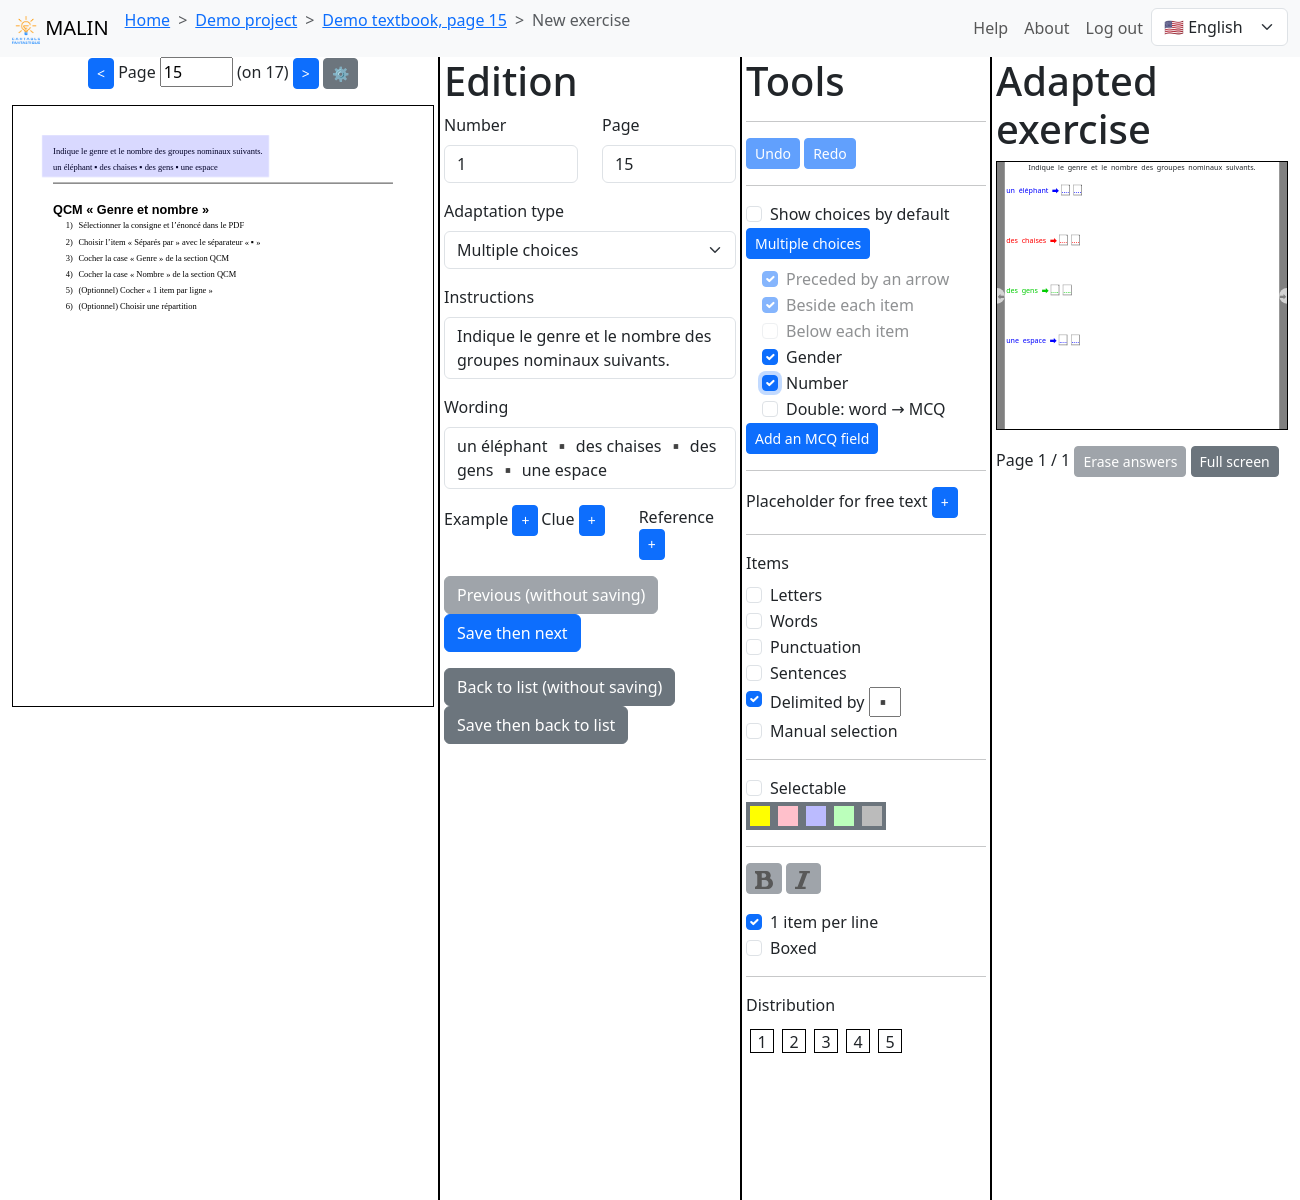 MALIN
Home > Demo project > Demo textbook, page 15 > New exercise
Help About Log out 🇺🇸 English
< Page 15 (on 17) > ⚙️
Indique le genre et le nombre des groupes nominaux suivants.
un éléphant ▪ des chaises ▪ des gens ▪ une espace
QCM « Genre et nombre »
1) Sélectionner la consigne et l’énoncé dans le PDF
2) Choisir l’item « Séparés par » avec le séparateur « ▪ »
3) Cocher la case « Genre » de la section QCM
4) Cocher la case « Nombre » de la section QCM
5) (Optionnel) Cocher « 1 item par ligne »
6) (Optionnel) Choisir une répartition
Edition
Number Page
1 15
Adaptation type
Multiple choices
Instructions
Indique le genre et le nombre des
groupes nominaux suivants.
Wording
un éléphant ▪ des chaises ▪ des
gens ▪ une espace
Example + Clue + Reference
+
Previous (without saving)
Save then next
Back to list (without saving)
Save then back to list
Tools
Undo Redo
Show choices by default
Multiple choices
Preceded by an arrow
Beside each item
Below each item
Gender
Number
Double: word → MCQ
Add an MCQ field
Placeholder for free text +
Items
Letters
Words
Punctuation
Sentences
Delimited by ▪
Manual selection
Selectable
B I
1 item per line
Boxed
Distribution
1 2 3 4 5
Adapted
exercise
Indique le genre et le nombre des groupes nominaux suivants.
un éléphant ➡ .... ....
des chaises ➡ .... ....
des gens ➡ .... ....
une espace ➡ .... ....
Page 1 / 1 Erase answers Full screen